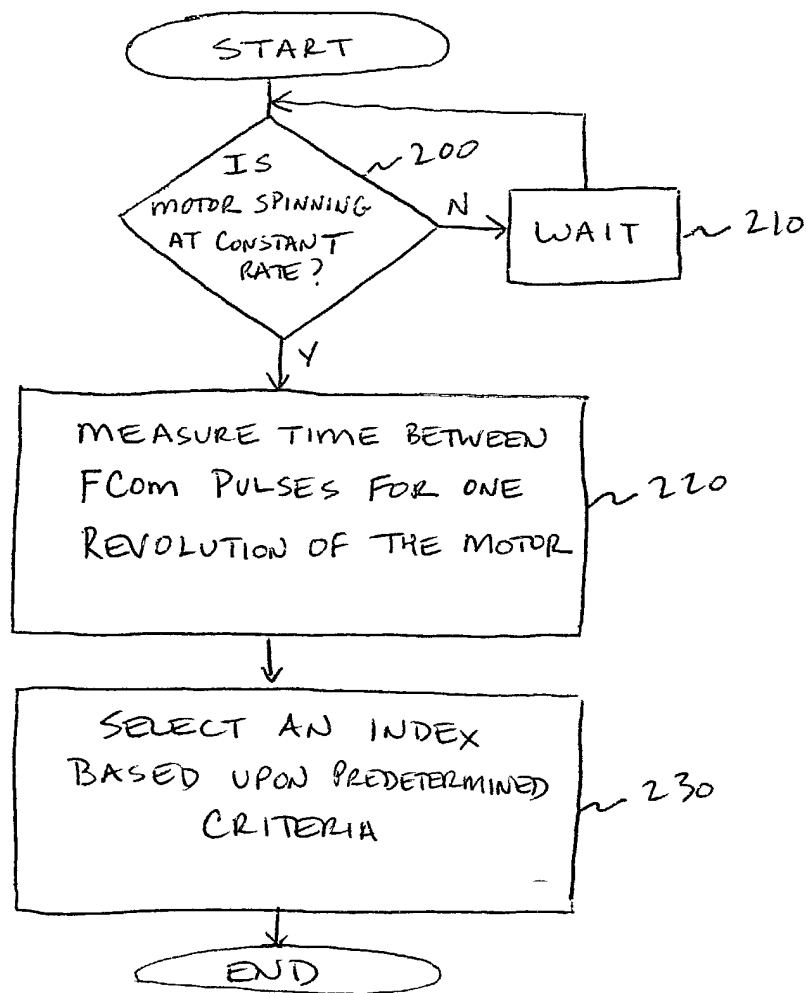 START
IS
MOTOR SPINNING
AT CONSTANT
RATE?
200
N
WAIT
210
Y
MEASURE TIME BETWEEN
FCOM PULSES FOR ONE
REVOLUTION OF THE MOTOR
220
SELECT AN INDEX
BASED UPON PREDETERMINED
CRITERIA
230
END